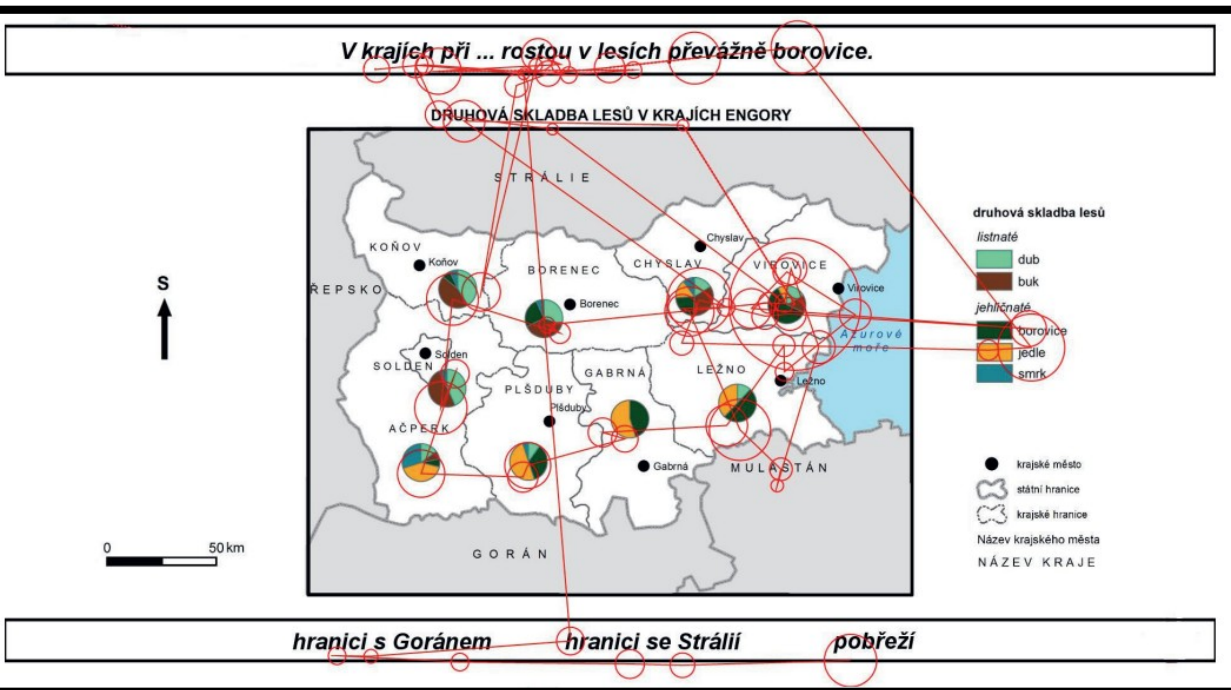 V krajích při ... rostou v lesích převážně borovice.
DRUHOVÁ SKLADBA LESŮ V KRAJÍCH ENGORY
STRÁLIE
KOŇOV
Koňov
BORENEC
Borenec
CHYSLAV
Chyslav
VIROVICE
Virovice
ŘEPSKO
S
Azurové
moře
SOLDEN
Solden
PLŠDUBY
Plšduby
GABRNÁ
Gabrná
LEŽNO
Ležno
AČPERK
MULASTÁN
GORÁN
0 50 km
druhová skladba lesů
listnaté
dub
buk
jehličnaté
borovice
jedle
smrk
krajské město
státní hranice
krajské hranice
Název krajského města
NÁZEV KRAJE
hranici s Goránem hranici se Strálií pobřeží